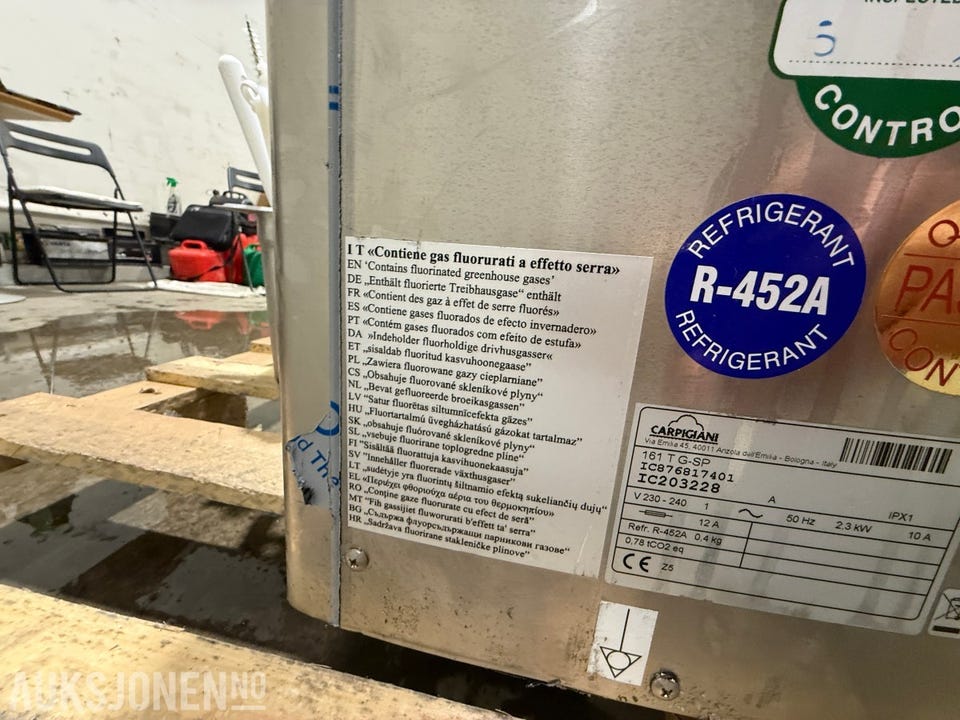 INSPECTED
5
CONTRO
REFRIGERANT
R-452A
REFRIGERANT
Q
PAS
CONT
I T «Contiene gas fluorurati a effetto serra»
EN ‘Contains fluorinated greenhouse gases’
DE „Enthält fluorierte Treibhausgase“ enthält
FR «Contient des gaz à effet de serre fluorés»
ES «Contiene gases fluorados de efecto invernadero»
PT «Contém gases fluorados com efeito de estufa»
DA »Indeholder fluorholdige drivhusgasser«
ET „sisaldab fluoritud kasvuhoonegaase“
PL „Zawiera fluorowane gazy cieplarniane”
CS „Obsahuje fluorované skleníkové plyny“
NL „Bevat gefluoreerde broeikasgassen”
LV “Satur fluorētas siltumnīcefekta gāzes”
HU „Fluortartalmú üvegházhatású gázokat tartalmaz”
SK „obsahuje fluórované skleníkové plyny“
SL „vsebuje fluorirane toplogredne pline“
FI ”Sisältää fluorattuja kasvihuonekaasuja”
SV ”Innehåller fluorerade växthusgaser”
LT „sudėtyje yra fluorintų šiltnamio efektą sukeliančių dujų“
EL «Περιέχει φθοριούχα αέρια του θερμοκηπίου»
RO „Conține gaze fluorurate cu efect de seră”
MT ”Fih gassijiet fluworurati b'effett ta' serra”
BG „Съдържа флуорсъдържащи парникови газове“
HR „Sadržava fluorirane stakleničke plinove”
CARPIGIANI
Via Emilia 45, 40011 Anzola dell'Emilia - Bologna - Italy
161 T G-SP
IC876817401
IC203228
A
V 230 - 240 1 ~ 50 Hz 2,3 kW IPX1
12 A 10 A
Refr. R-452A 0,4 kg
0,78 tCO2 eq
CE Z5
AUKSJONEN NO